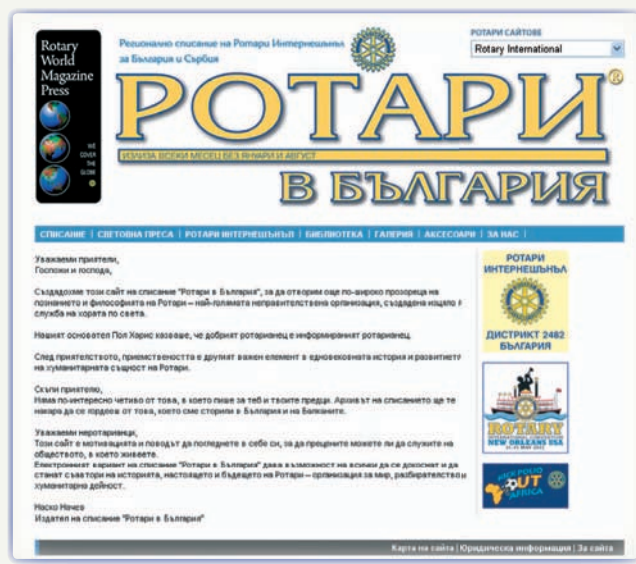 Rotary
World
Magazine
Press
WE
COVER
THE
GLOBE
Регионално списание на Ротари Интернешънъл
за България и Сърбия
РОТАРИ САЙТОВЕ
Rotary International
РОТАРИ®
ИЗЛИЗА ВСЕКИ МЕСЕЦ БЕЗ ЯНУАРИ И АВГУСТ
В БЪЛГАРИЯ
СПИСАНИЕ | СВЕТОВНА ПРЕСА | РОТАРИ ИНТЕРНЕШЪНЪЛ | БИБЛИОТЕКА | ГАЛЕРИЯ | АКСЕСОАРИ | ЗА НАС |
Уважаеми приятели,
Госпожи и господа,
Създадохме този сайт на списание "Ротари в България", за да отворим още по-широко прозореца на
познанието и философията на Ротари – най-голямата неправителствена организация, създадена изцяло в
служба на хората по света.
Нашият основател Пол Харис казваше, че добрият ротарианец е информираният ротарианец.
След приятелството, приемствеността е другият важен елемент в едновековната история и развитието
на хуманитарната същност на Ротари.
Скъпи приятелю,
Няма по-интересно четиво от това, в което пише за теб и твоите предци. Архивът на списанието ще те
накара да се гордееш от това, което сме сторили в България и на Балканите.
Уважаеми неротарианци,
Този сайт е мотивацията и поводът да погледнете в себе си, за да прецените можете ли да служите на
обществото, в което живеете.
Електронният вариант на списание "Ротари в България" дава възможност на всички да се докоснат и да
станат съавтори на историята, настоящето и бъдещето на Ротари – организация за мир, разбирателство и
хуманитарна дейност.
Наско Начев
Издател на списание "Ротари в България"
РОТАРИ
ИНТЕРНЕШЪНЪЛ
ДИСТРИКТ 2482
БЪЛГАРИЯ
ROTARY
INTERNATIONAL CONVENTION
NEW ORLEANS USA
KICK POLIO
OUT
OF AFRICA
Карта на сайта | Юридическа информация | За сайта